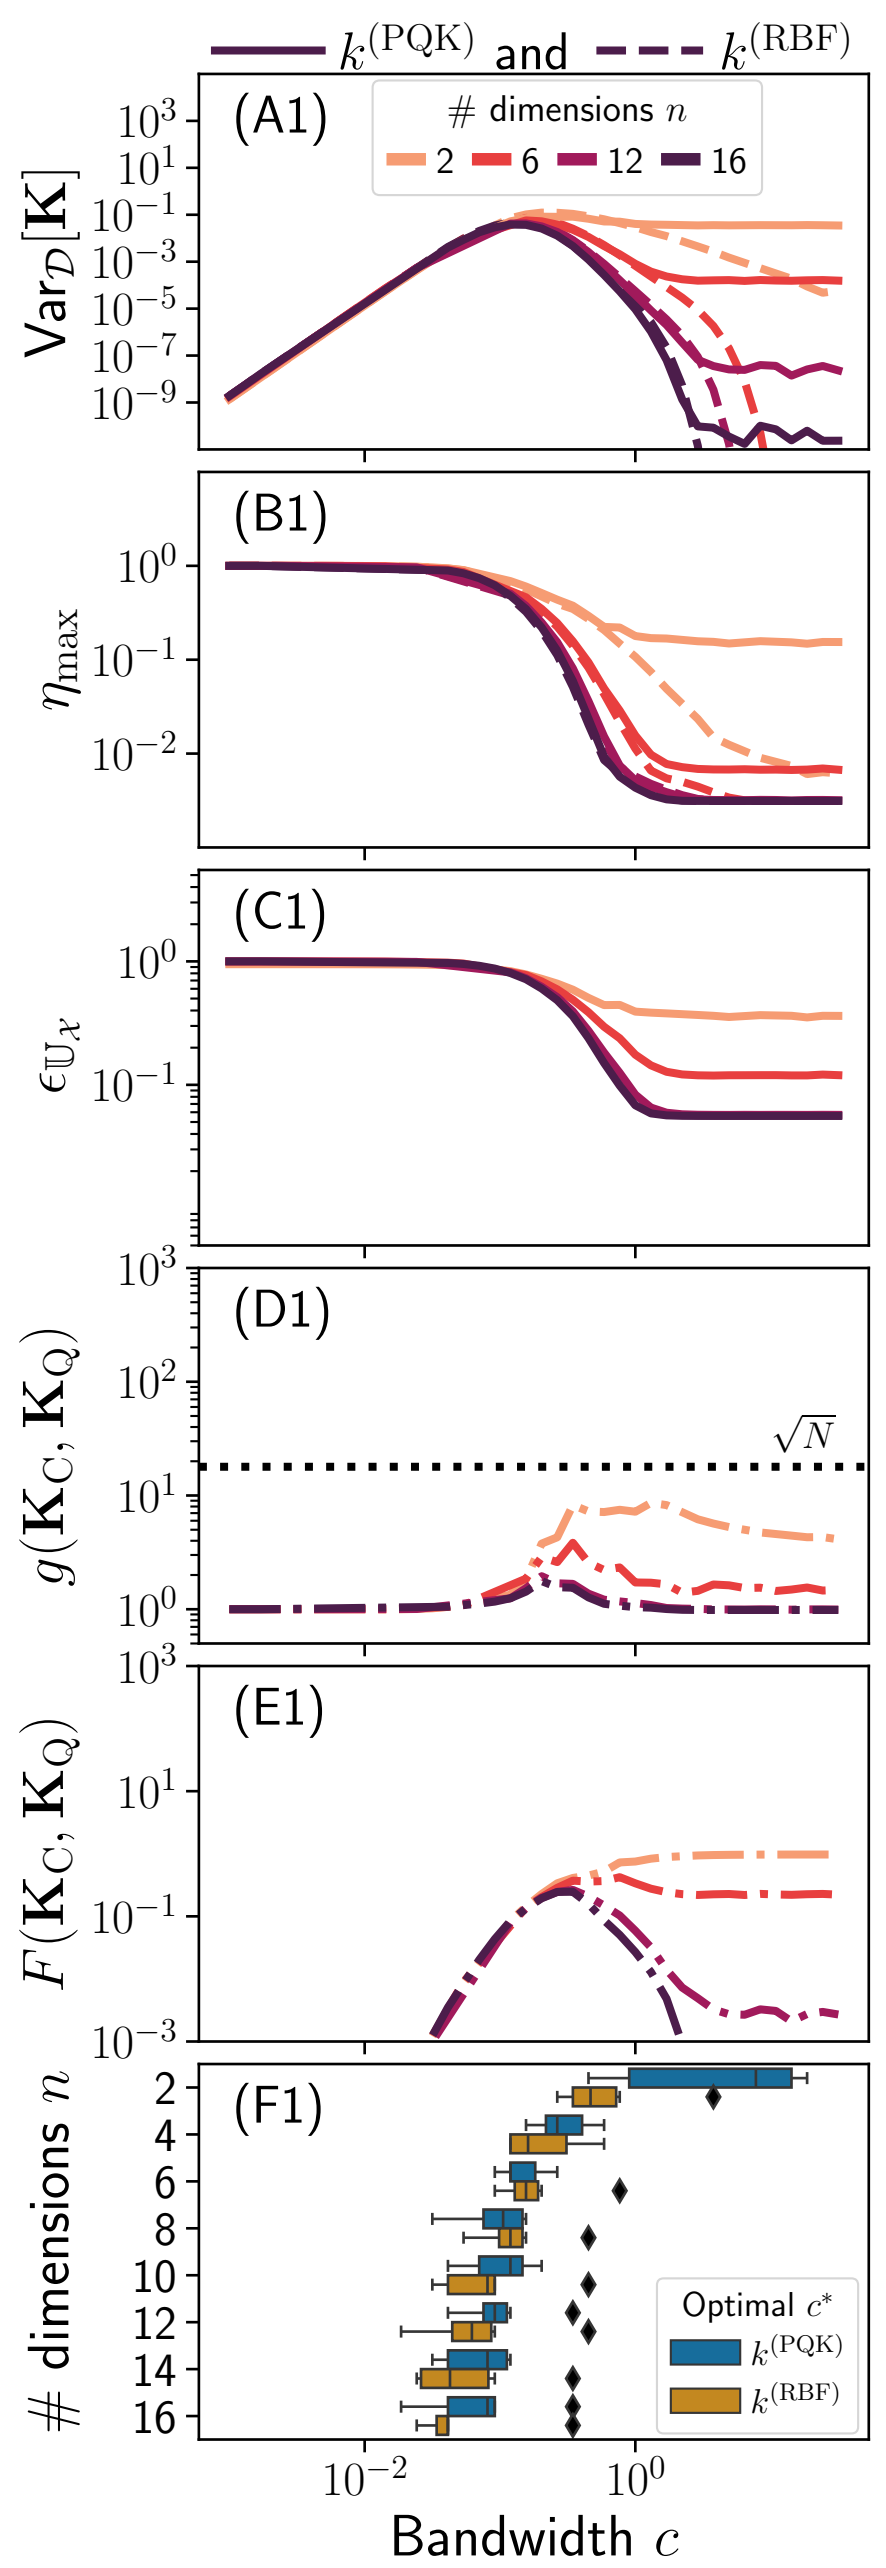 k^(PQK) and k^(RBF)
(A1)
# dimensions n
2 6 12 16
Var_𝒟[𝐊]
10^3
10^1
10^−1
10^−3
10^−5
10^−7
10^−9
(B1)
η_max
10^0
10^−1
10^−2
(C1)
ϵ_𝕌_𝒳
10^0
10^−1
(D1)
g(𝐊_C, 𝐊_Q)
10^3
10^2
10^1
10^0
√N
(E1)
F(𝐊_C, 𝐊_Q)
10^3
10^1
10^−1
10^−3
(F1)
# dimensions n
2
4
6
8
10
12
14
16
Optimal c*
k^(PQK)
k^(RBF)
10^−2 10^0
Bandwidth c